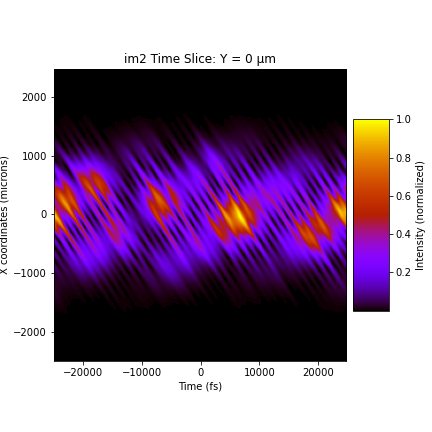 im2 Time Slice: Y = 0 μm
X coordinates (microns)
2000
1000
0
−1000
−2000
−20000 −10000 0 10000 20000
Time (fs)
1.0
0.8
0.6
0.4
0.2
Intensity (normalized)